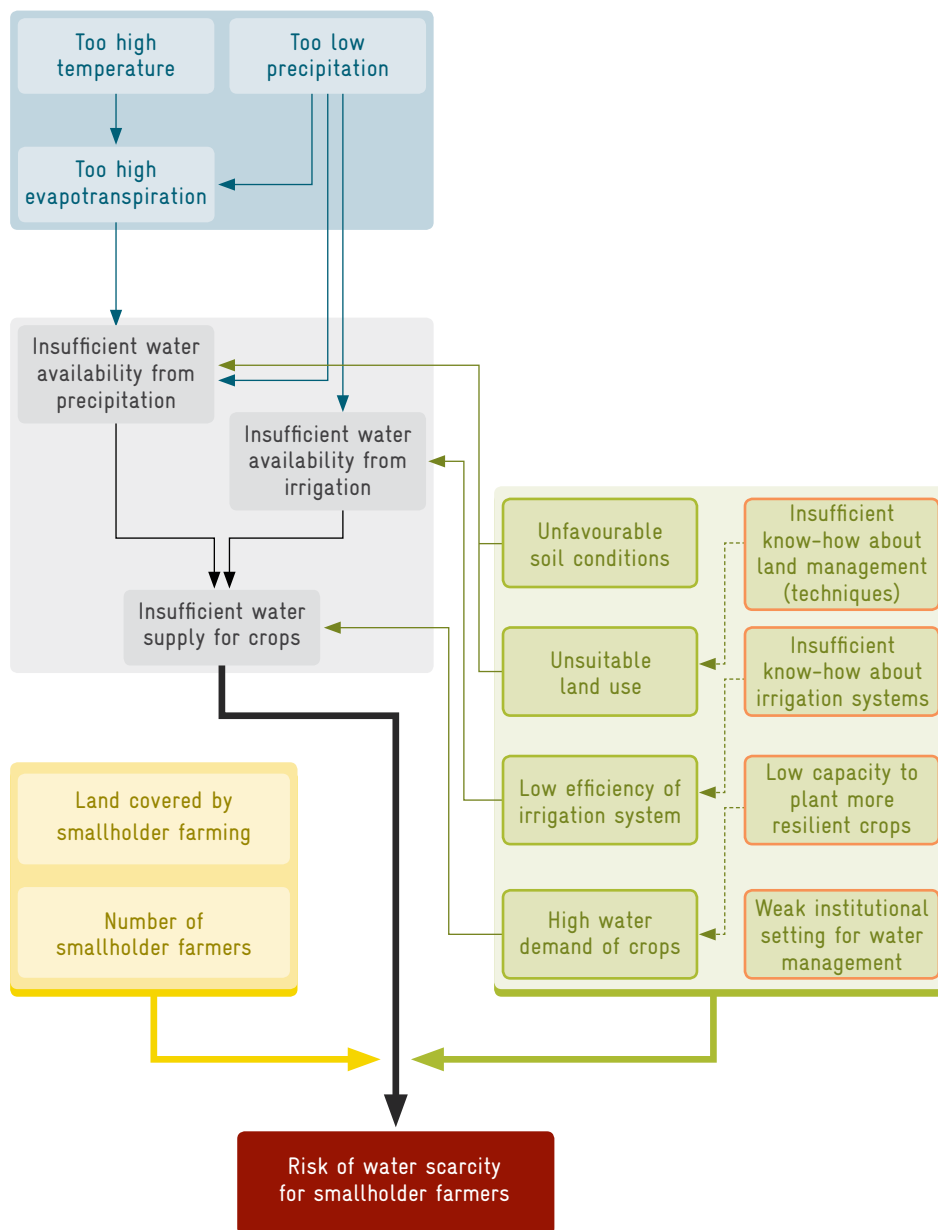 Too high
temperature
Too low
precipitation
Too high
evapotranspiration
Insufficient water
availability from
precipitation
Insufficient water
availability from
irrigation
Insufficient water
supply for crops
Unfavourable
soil conditions
Insufficient
know-how about
land management
(techniques)
Unsuitable
land use
Insufficient
know-how about
irrigation systems
Low efficiency of
irrigation system
Low capacity to
plant more
resilient crops
High water
demand of crops
Weak institutional
setting for water
management
Land covered by
smallholder farming
Number of
smallholder farmers
Risk of water scarcity
for smallholder farmers